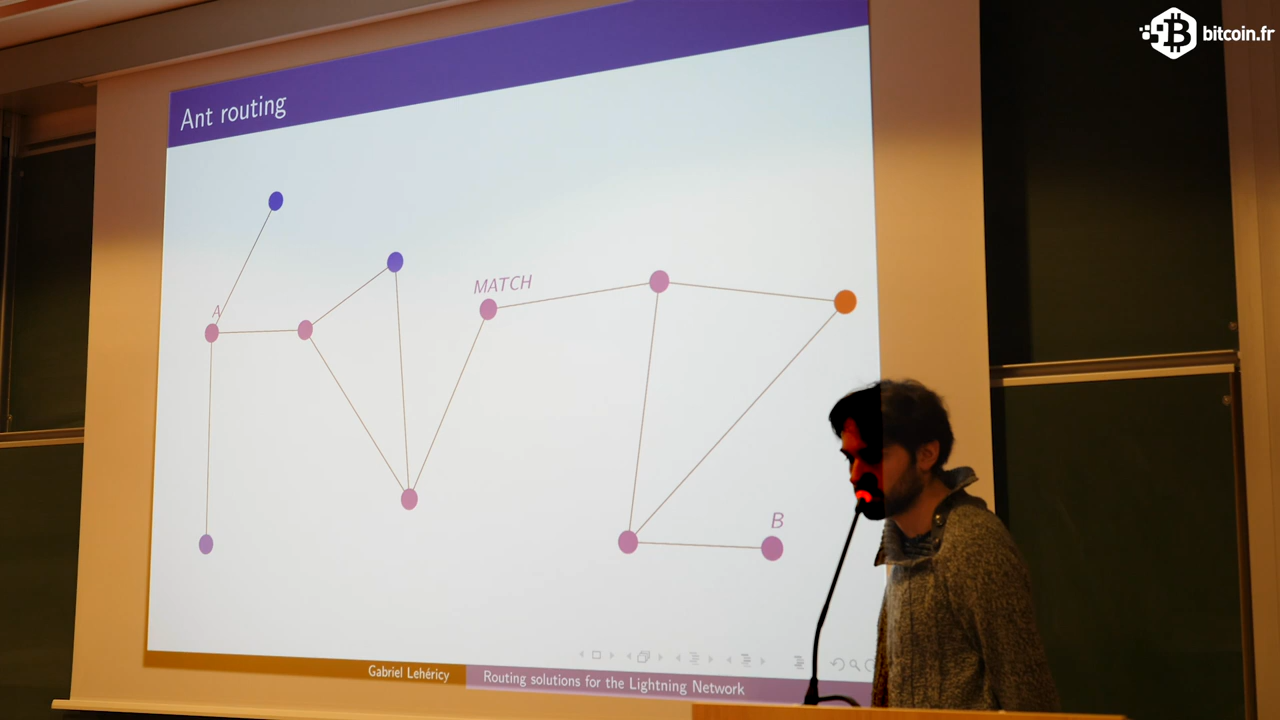 bitcoin.fr
Ant routing
A
MATCH
B
Gabriel Lehéricy
Routing solutions for the Lightning Network